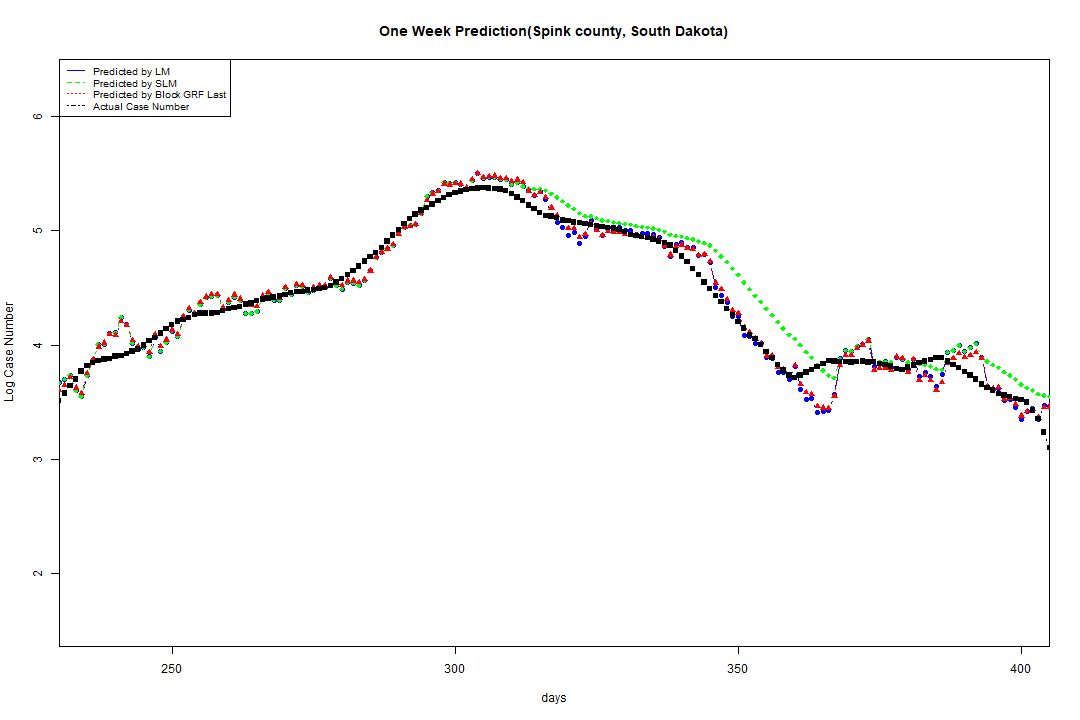 One Week Prediction(Spink county, South Dakota)
Predicted by LM
Predicted by SLM
Predicted by Block GRF Last
Actual Case Number
6
5
4
3
2
Log Case Number
250 300 350 400
days